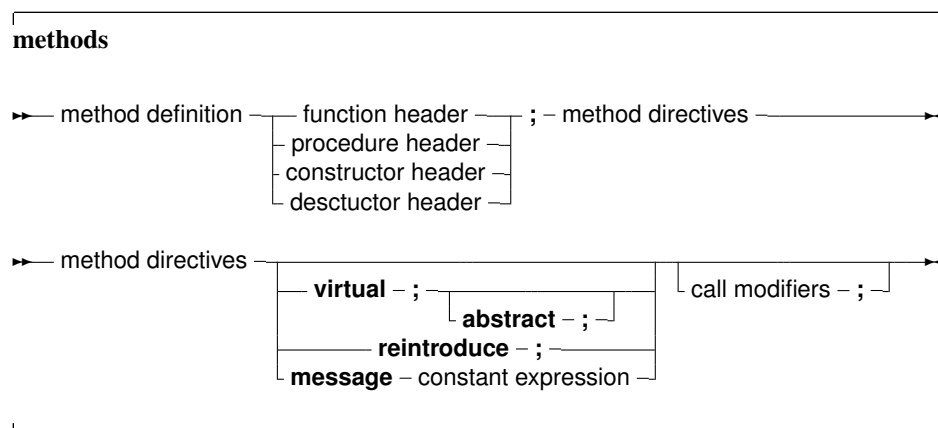 methods
method definition function header ; method directives
procedure header
constructor header
desctuctor header
method directives
virtual ; call modifiers ;
abstract ;
reintroduce ;
message constant expression